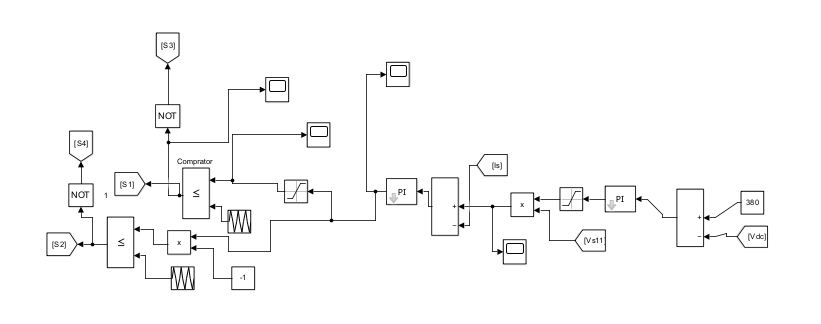 [S3]
NOT
[S4]
Comprator
[Is]
[S1]
≤
PI
PI
NOT
1
+
−
x
380
+
−
[Vdc]
[S2]
≤
x
[Vs11]
-1